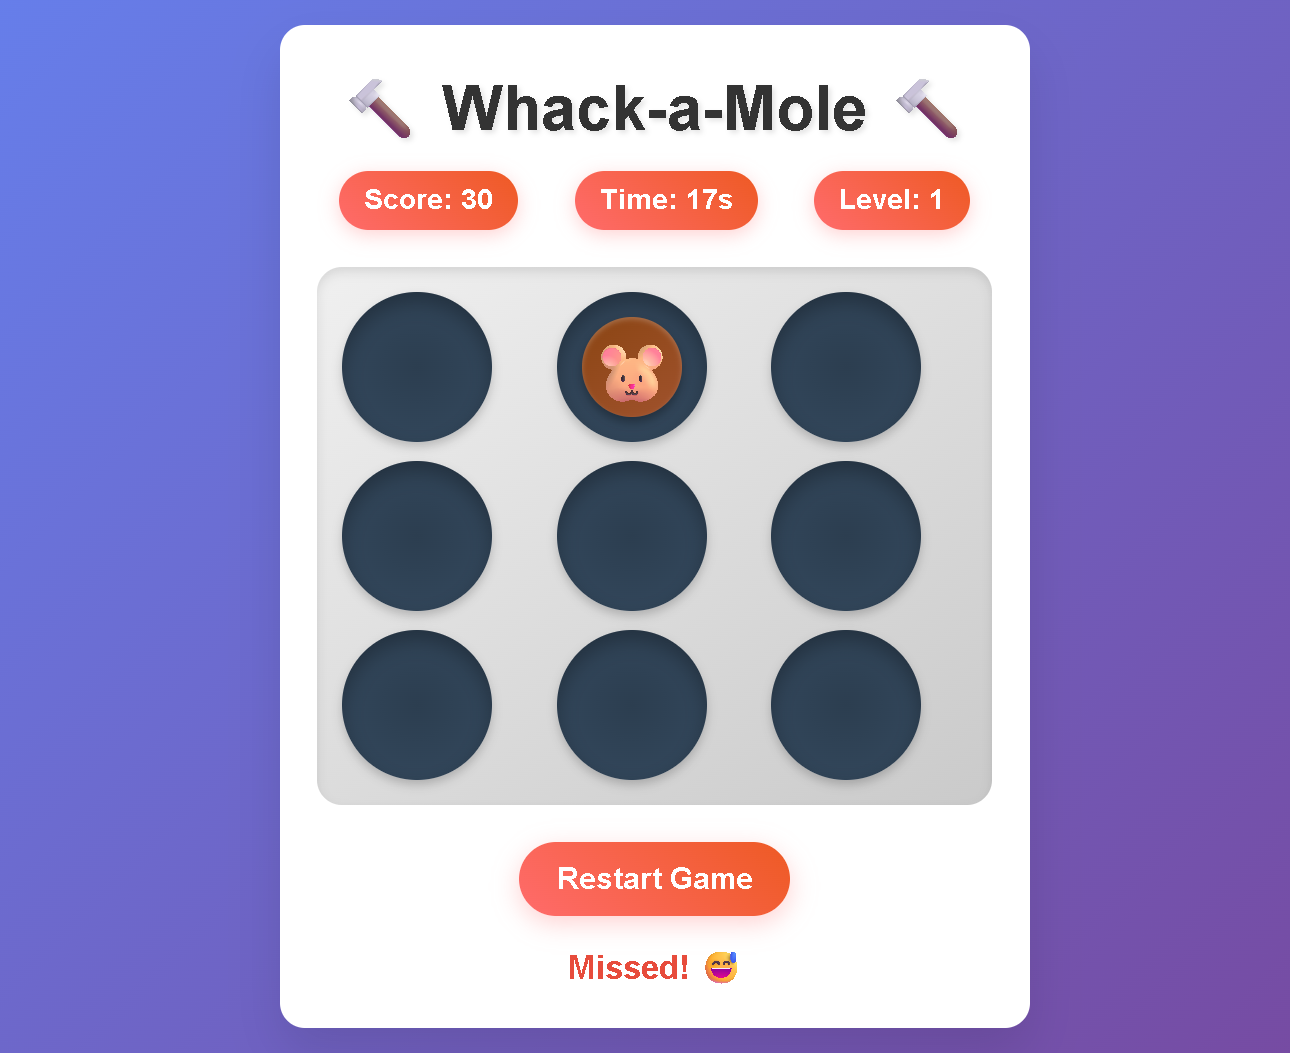 Whack-a-Mole
Score: 30
Time: 17s
Level: 1
Restart Game
Missed! 😅